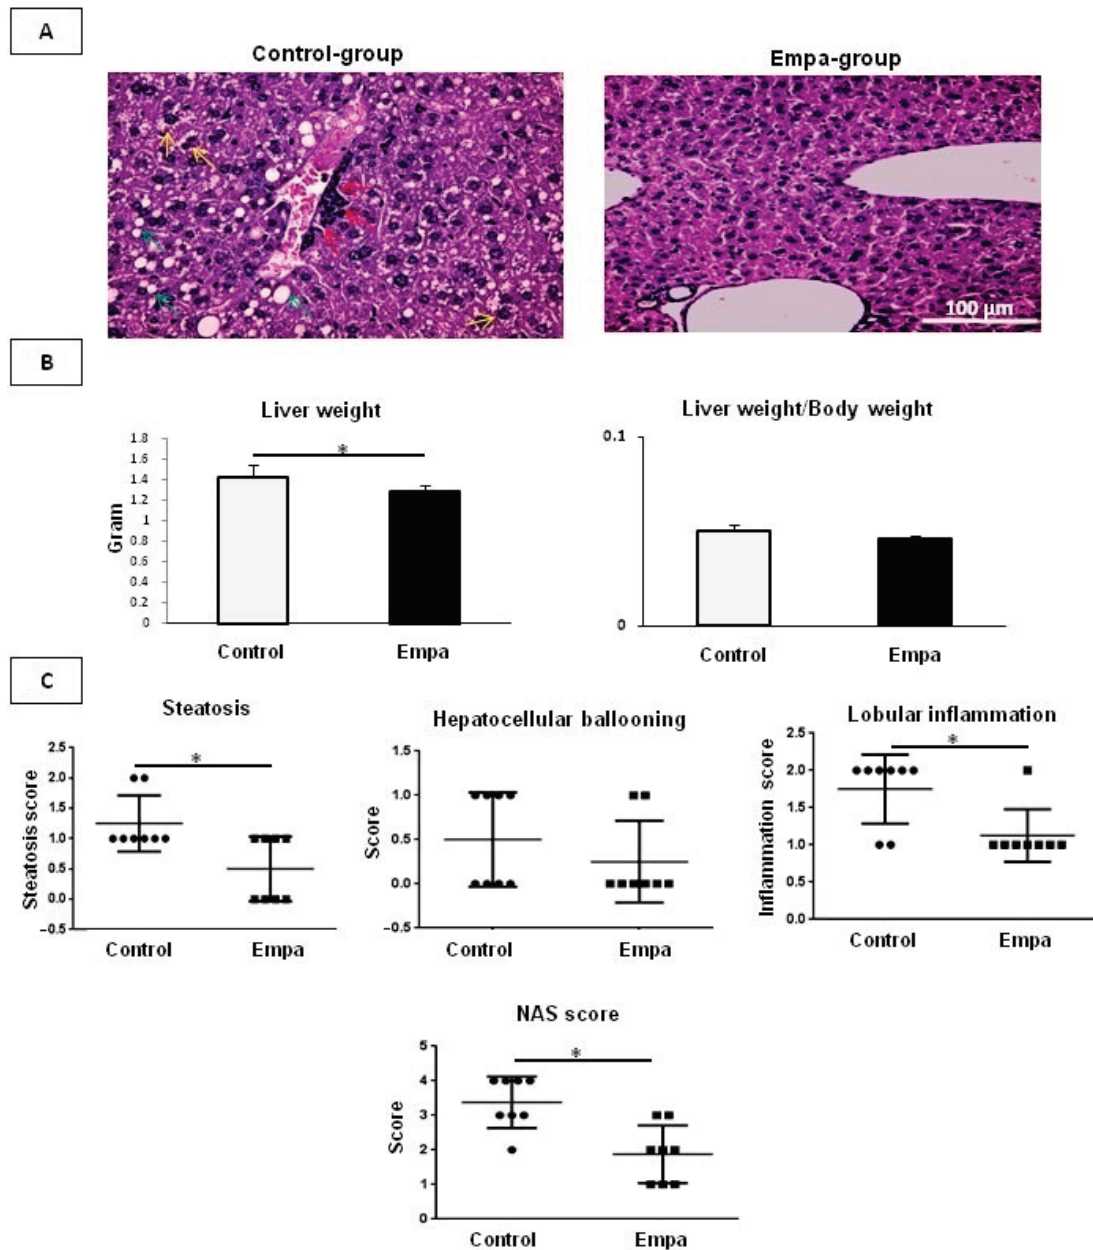 A
Control-group
Empa-group
100 µm
B
Liver weight
*
Gram
1.8
1.6
1.4
1.2
1
0.8
0.6
0.4
0.2
0
Control
Empa
Liver weight/Body weight
0.1
0
Control
Empa
C
Steatosis
*
Steatosis score
2.5
2.0
1.5
1.0
0.5
0.0
-0.5
Control
Empa
Hepatocellular ballooning
Score
1.5
1.0
0.5
0.0
-0.5
Control
Empa
Lobular inflammation
*
Inflammation score
2.5
2.0
1.5
1.0
0.5
0.0
Control
Empa
NAS score
*
Score
5
4
3
2
1
0
Control
Empa